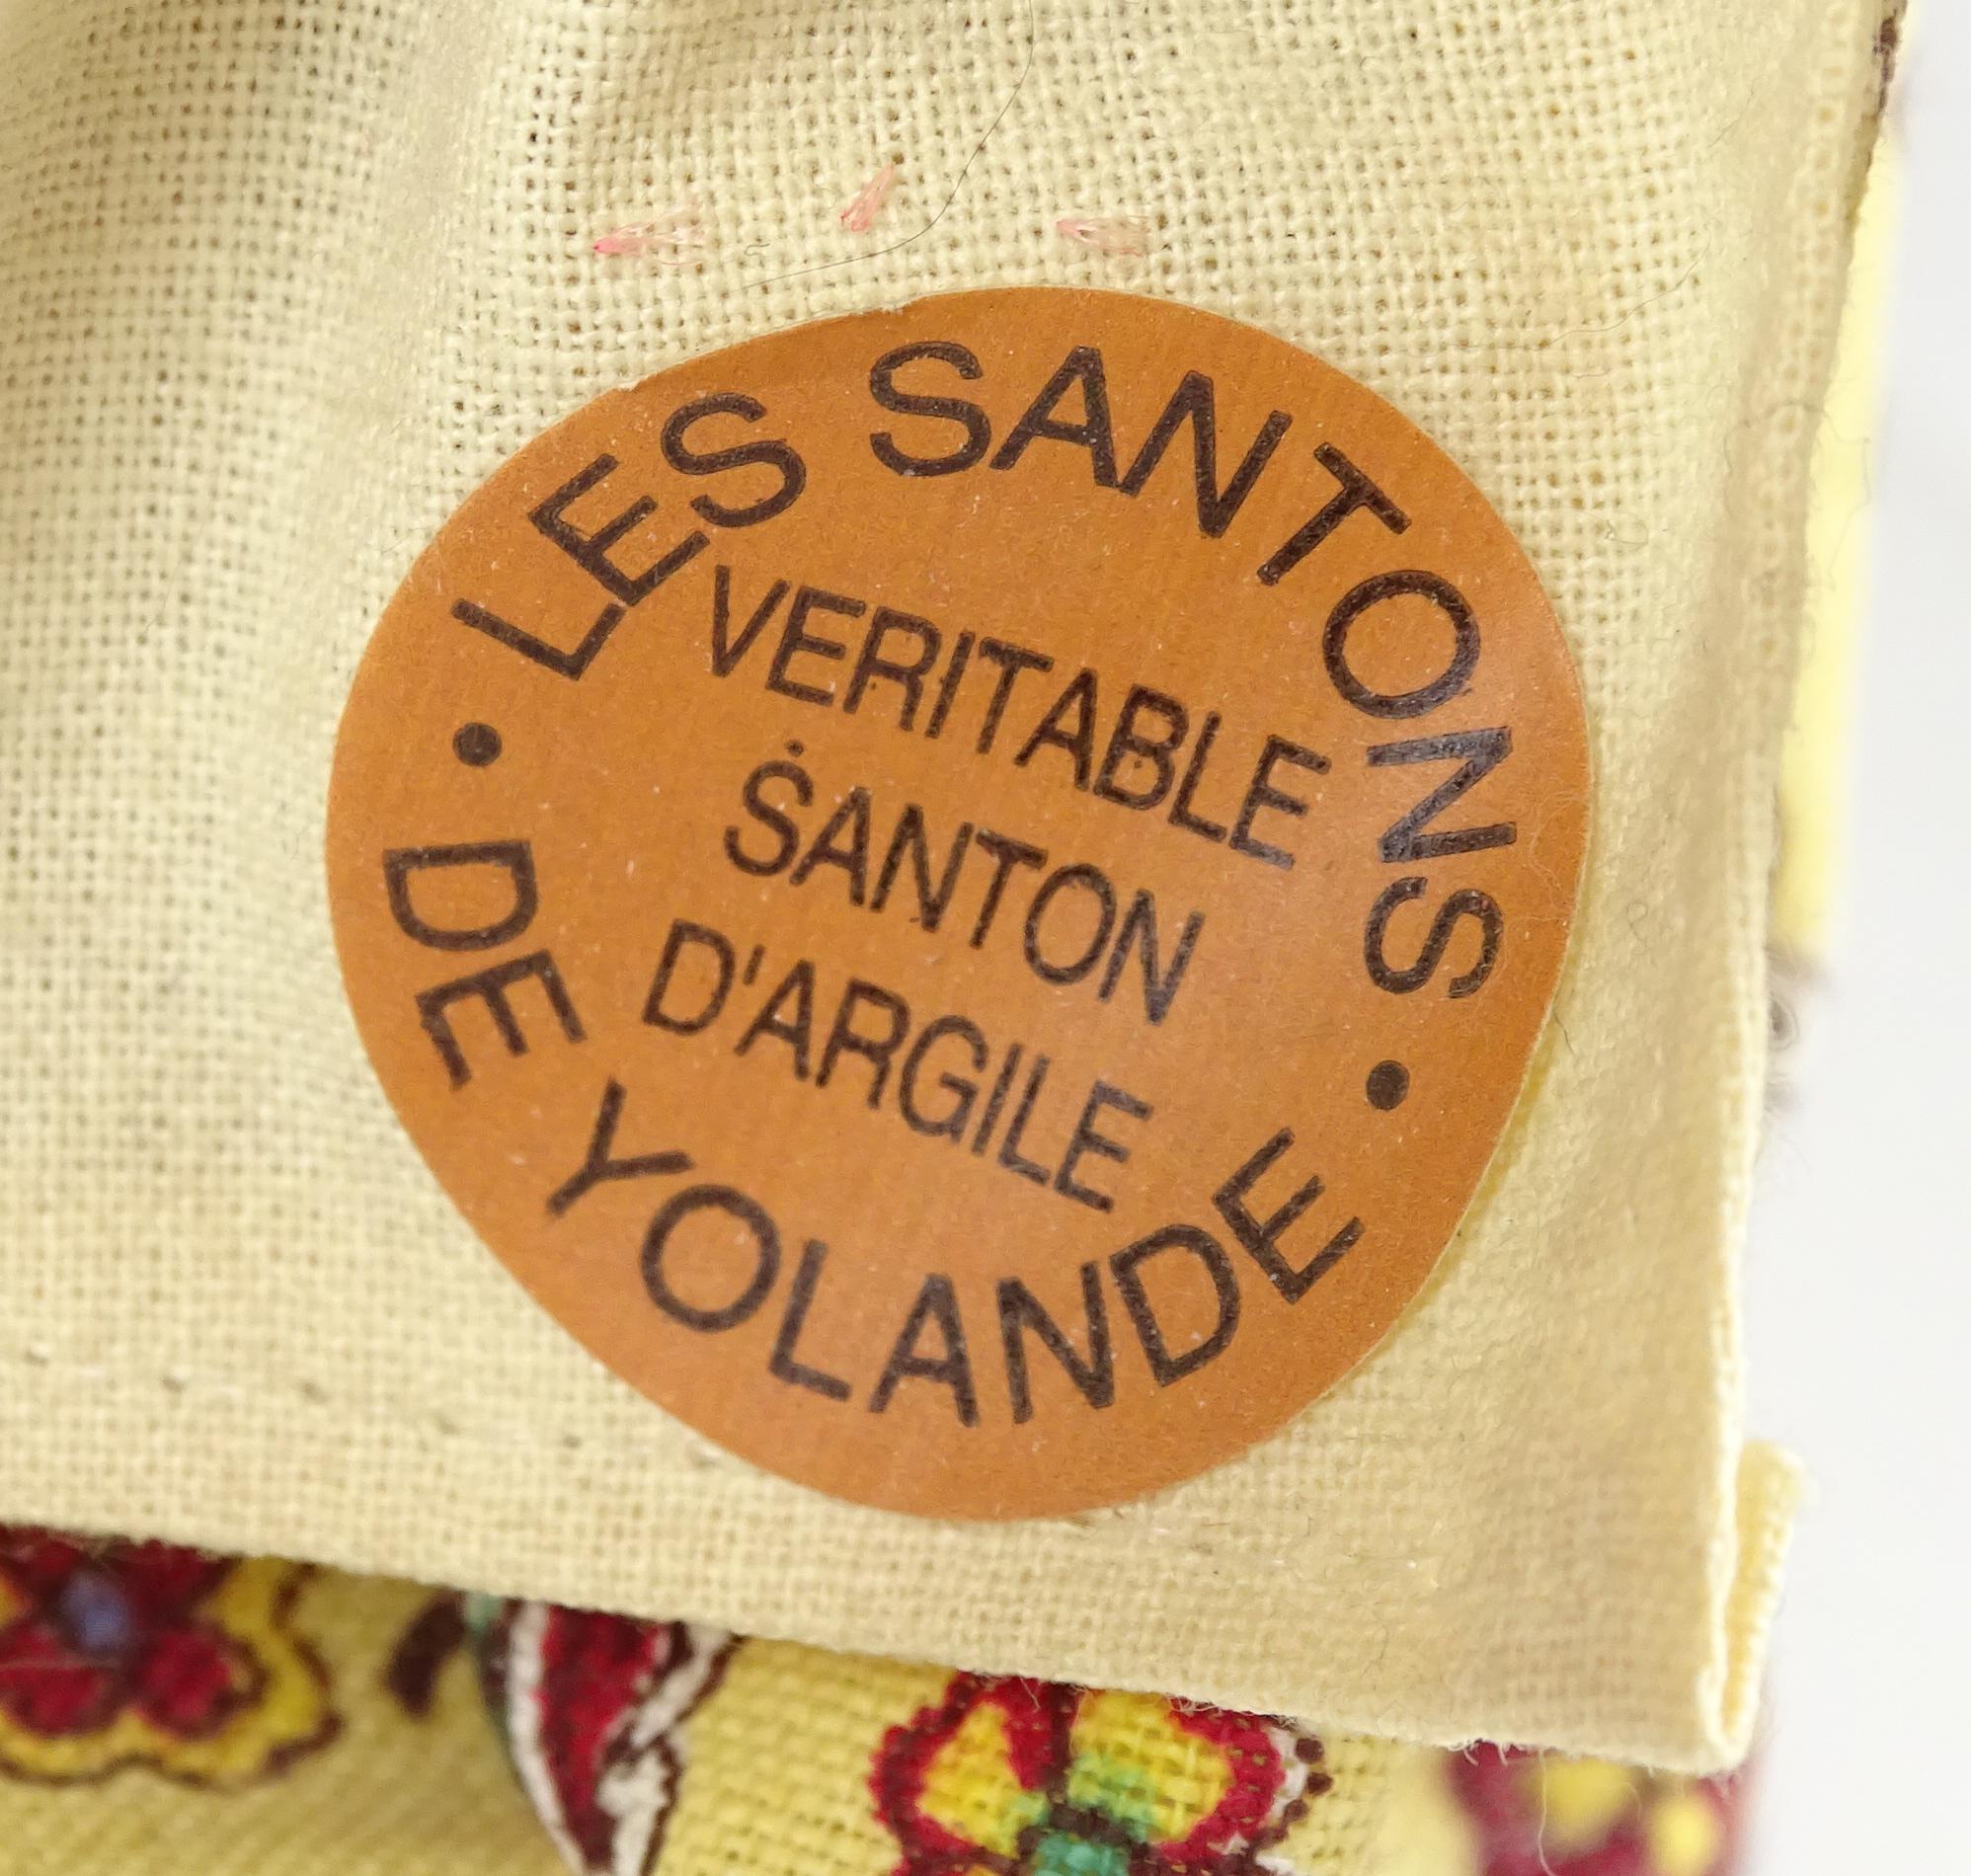 LES SANTONS
VERITABLE
SANTON
D'ARGILE
DE YOLANDE